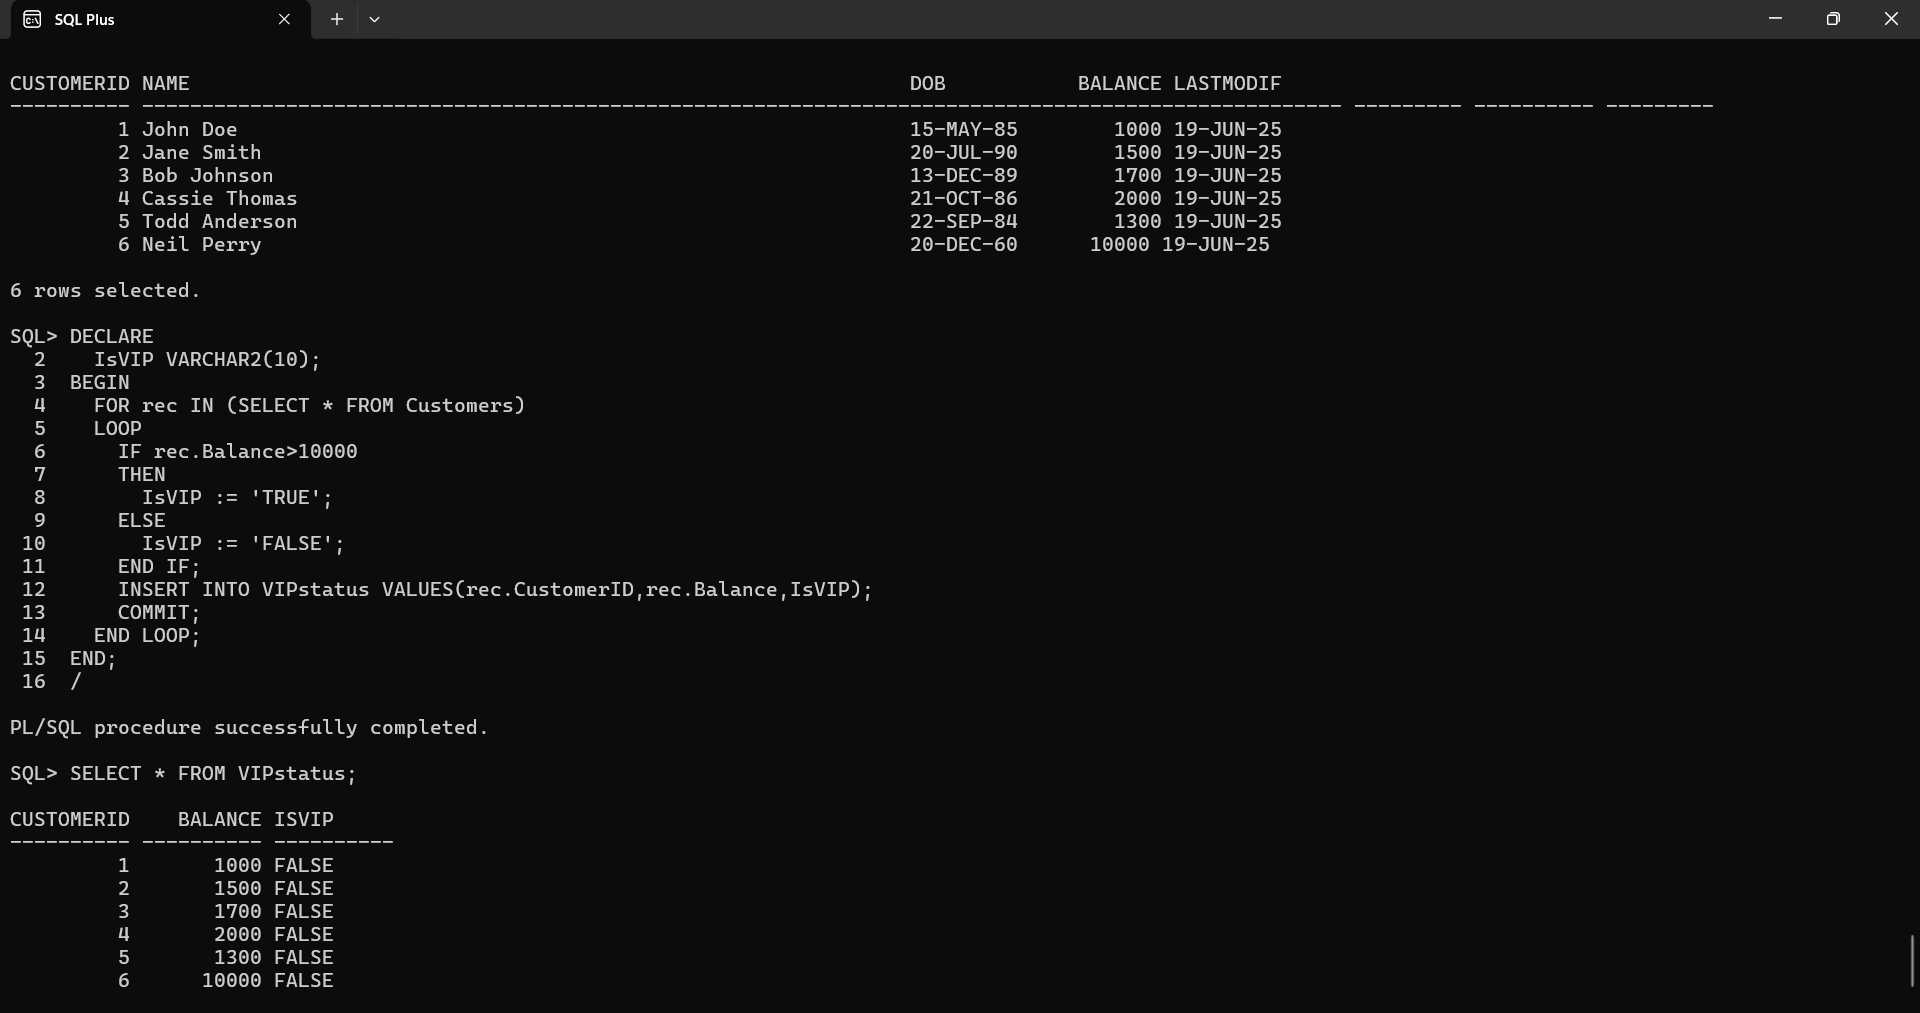 SQL Plus
CUSTOMERID NAME                                                            DOB           BALANCE LASTMODIF
---------- ---------------------------------------------------------------------------------------------------- --------- ---------- ---------
         1 John Doe                                                        15-MAY-85        1000 19-JUN-25
         2 Jane Smith                                                      20-JUL-90        1500 19-JUN-25
         3 Bob Johnson                                                     13-DEC-89        1700 19-JUN-25
         4 Cassie Thomas                                                   21-OCT-86        2000 19-JUN-25
         5 Todd Anderson                                                   22-SEP-84        1300 19-JUN-25
         6 Neil Perry                                                      20-DEC-60      10000 19-JUN-25
6 rows selected.
SQL> DECLARE
  2    IsVIP VARCHAR2(10);
  3  BEGIN
  4    FOR rec IN (SELECT * FROM Customers)
  5    LOOP
  6      IF rec.Balance>10000
  7      THEN
  8        IsVIP := 'TRUE';
  9      ELSE
 10        IsVIP := 'FALSE';
 11      END IF;
 12      INSERT INTO VIPstatus VALUES(rec.CustomerID,rec.Balance,IsVIP);
 13      COMMIT;
 14    END LOOP;
 15  END;
 16  /
PL/SQL procedure successfully completed.
SQL> SELECT * FROM VIPstatus;
CUSTOMERID    BALANCE ISVIP
---------- ---------- ----------
         1       1000 FALSE
         2       1500 FALSE
         3       1700 FALSE
         4       2000 FALSE
         5       1300 FALSE
         6      10000 FALSE